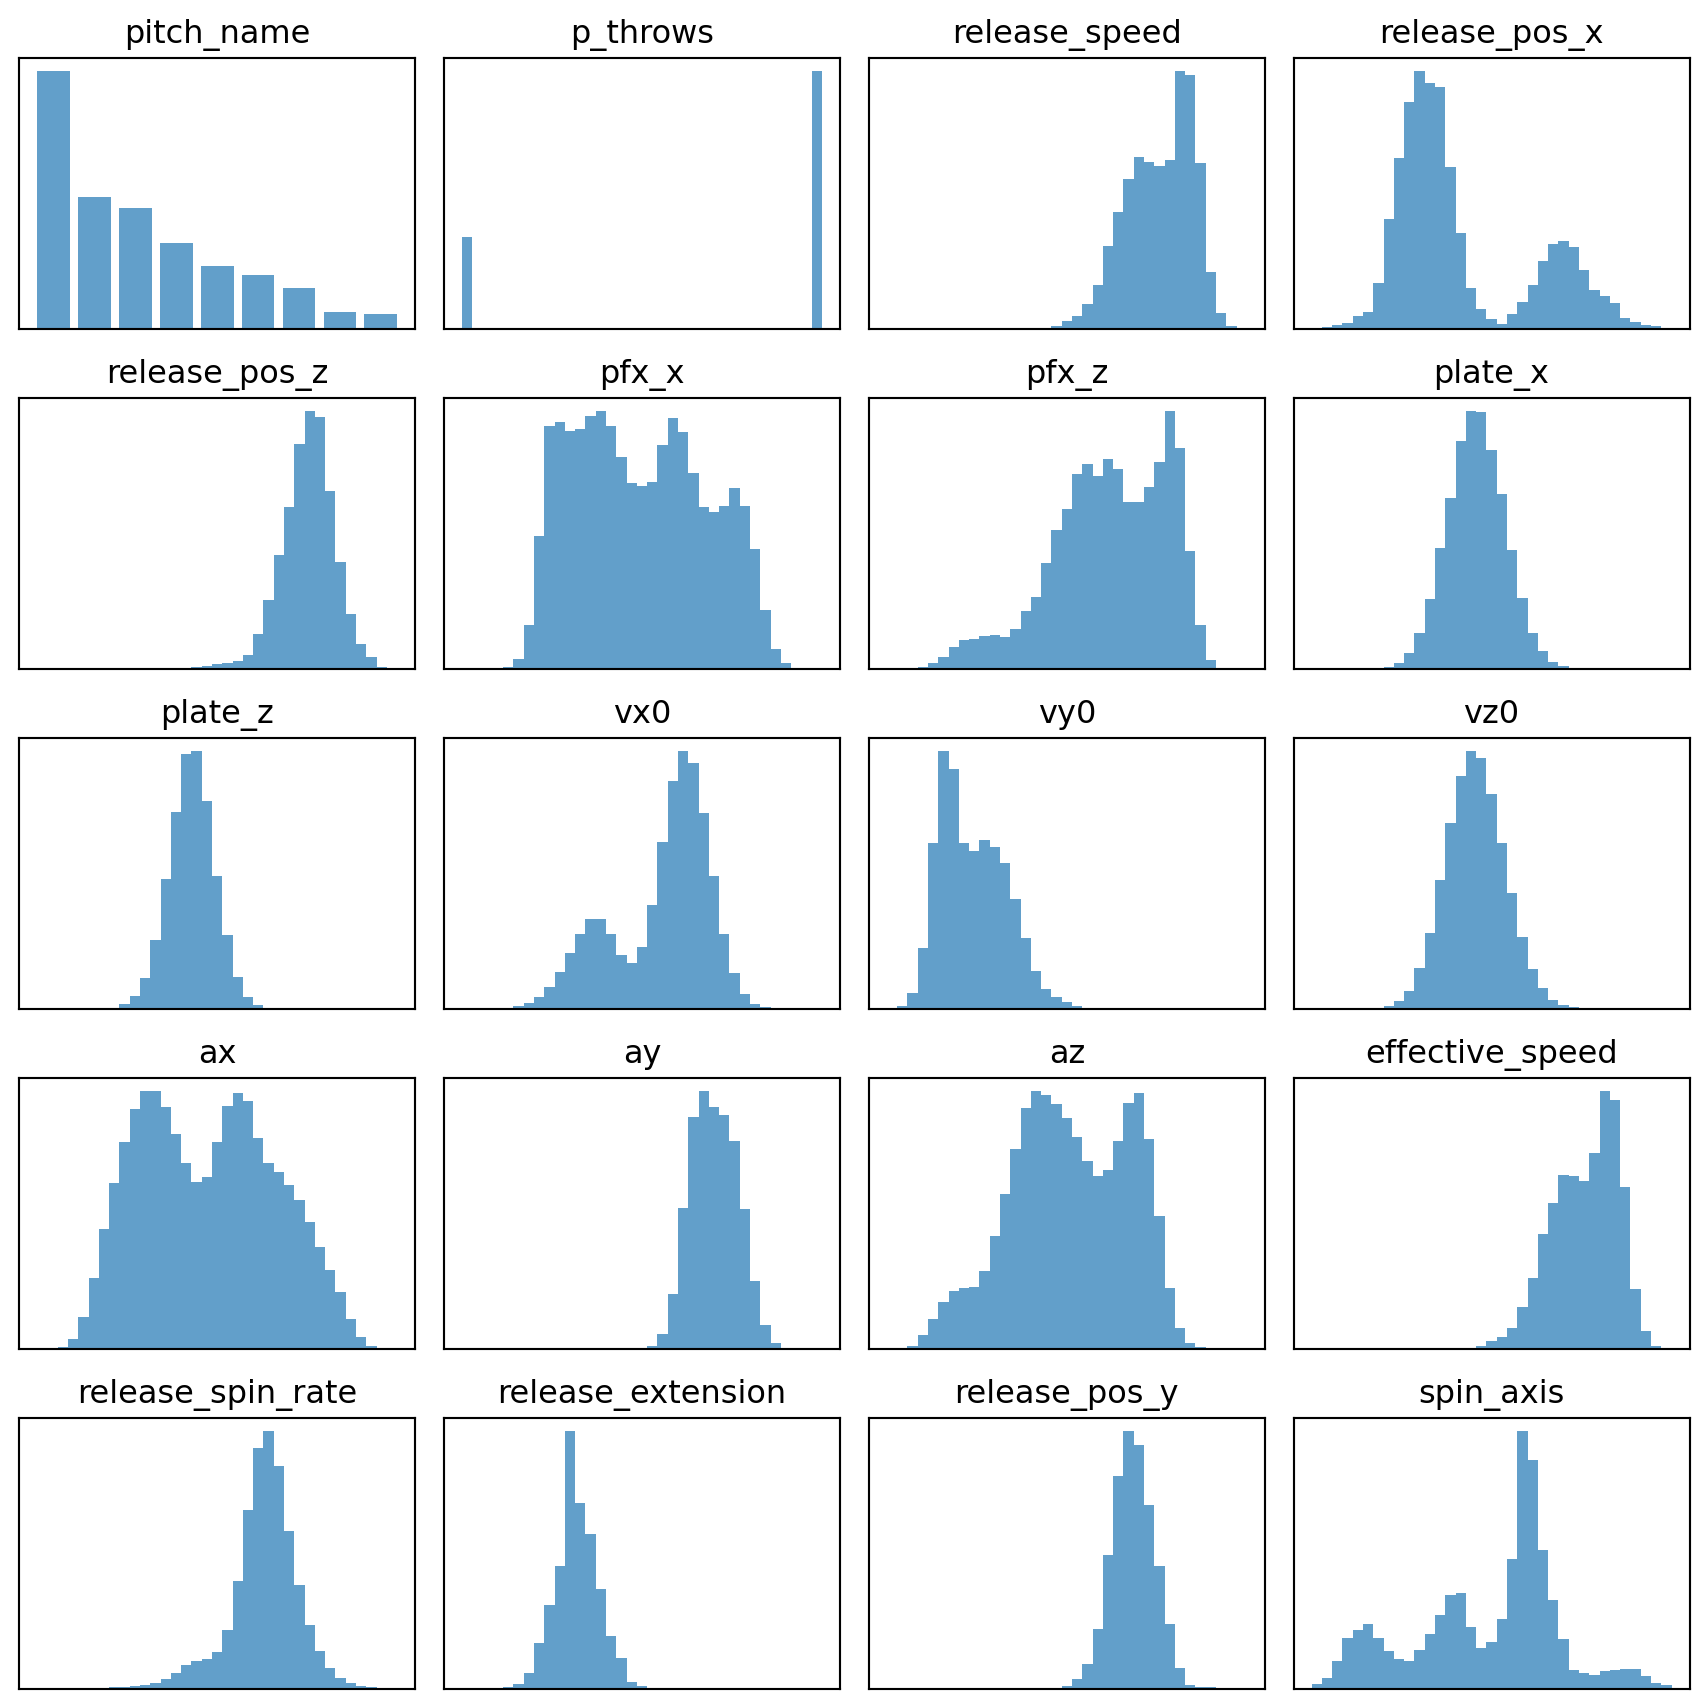 pitch_name
p_throws
release_speed
release_pos_x
release_pos_z
pfx_x
pfx_z
plate_x
plate_z
vx0
vy0
vz0
ax
ay
az
effective_speed
release_spin_rate
release_extension
release_pos_y
spin_axis